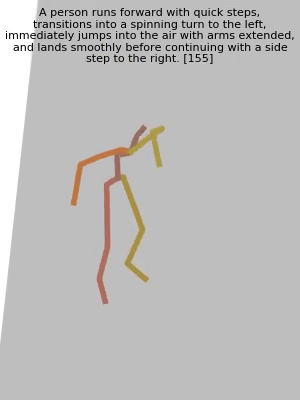 A person runs forward with quick steps,
transitions into a spinning turn to the left,
immediately jumps into the air with arms extended,
and lands smoothly before continuing with a side
step to the right. [155]